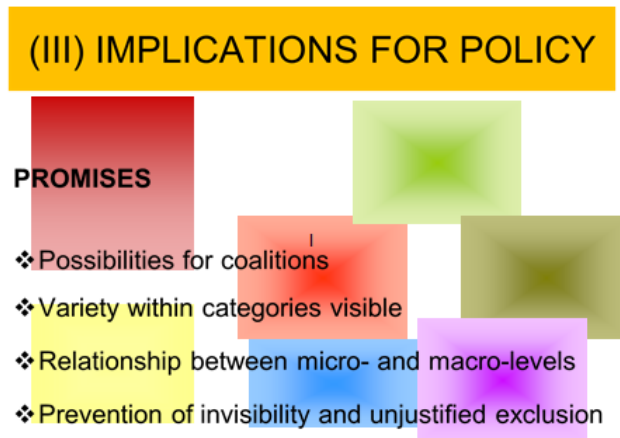 (III) IMPLICATIONS FOR POLICY
PROMISES
I
❖Possibilities for coalitions
❖Variety within categories visible
❖Relationship between micro- and macro-levels
❖Prevention of invisibility and unjustified exclusion